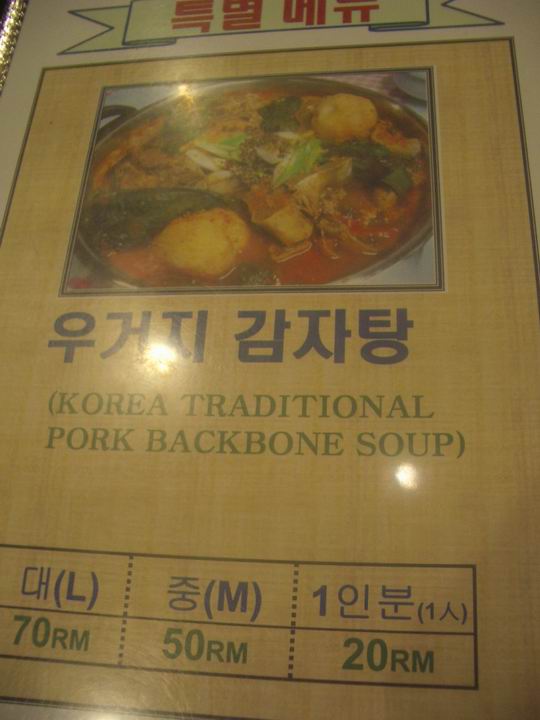 특별 메뉴
우거지 감자탕
(KOREA TRADITIONAL
PORK BACKBONE SOUP)
대(L) 중(M) 1인분(1人)
70RM 50RM 20RM